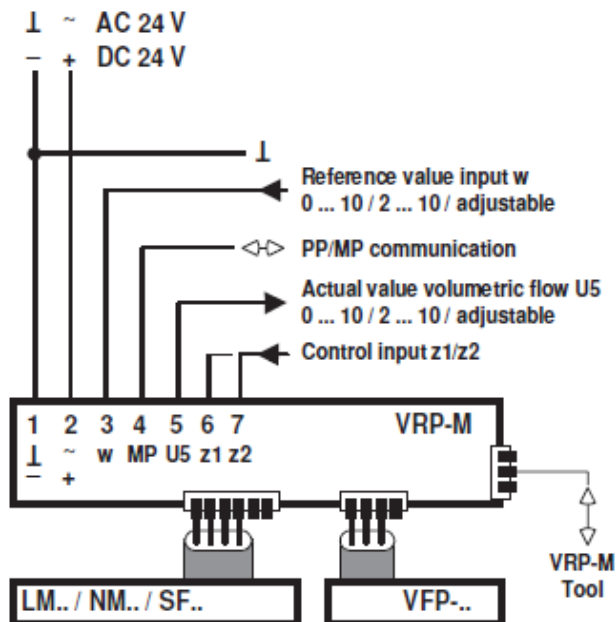 ⊥ ~ AC 24 V
– + DC 24 V
⊥
Reference value input w
0 ... 10 / 2 ... 10 / adjustable
PP/MP communication
Actual value volumetric flow U5
0 ... 10 / 2 ... 10 / adjustable
Control input z1/z2
1 2 3 4 5 6 7 VRP-M
⊥ ~ w MP U5 z1 z2
– +
VRP-M
Tool
LM.. / NM.. / SF.. VFP-..